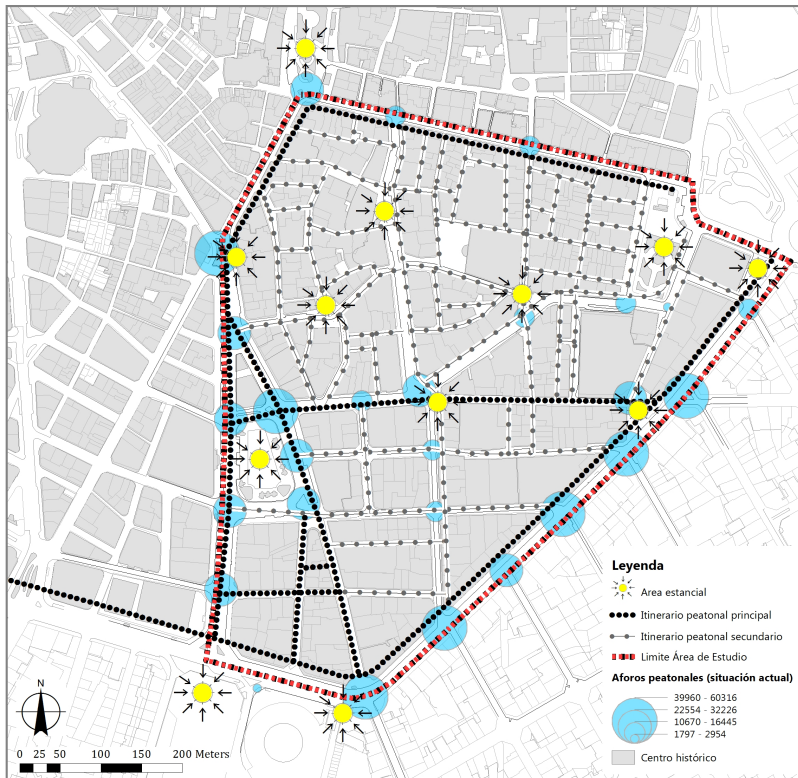 Leyenda
Area estancial
Itinerario peatonal principal
Itinerario peatonal secundario
Limite Área de Estudio
Aforos peatonales (situación actual)
39960 - 60316
22554 - 32226
10670 - 16445
1797 - 2954
Centro histórico
N
0 25 50 100 150 200 Meters